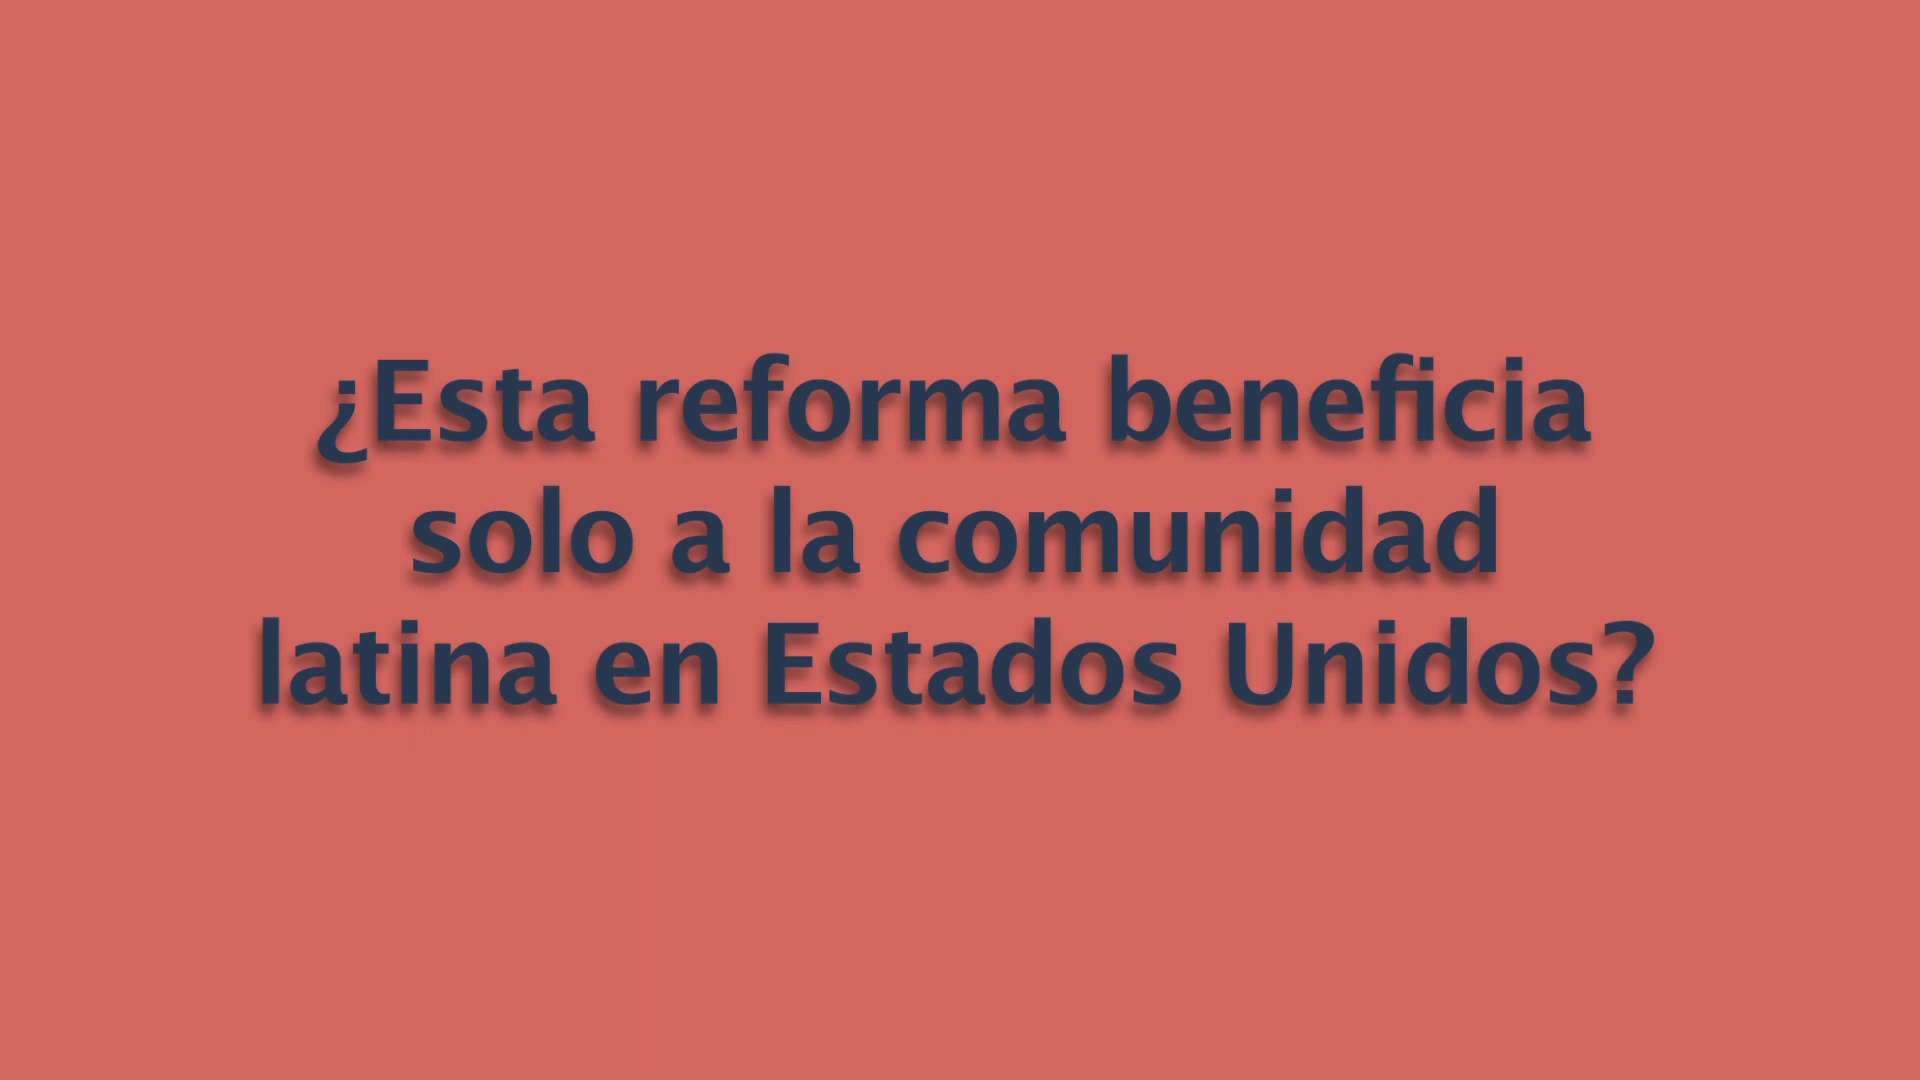 ¿Esta reforma beneficia
solo a la comunidad
latina en Estados Unidos?